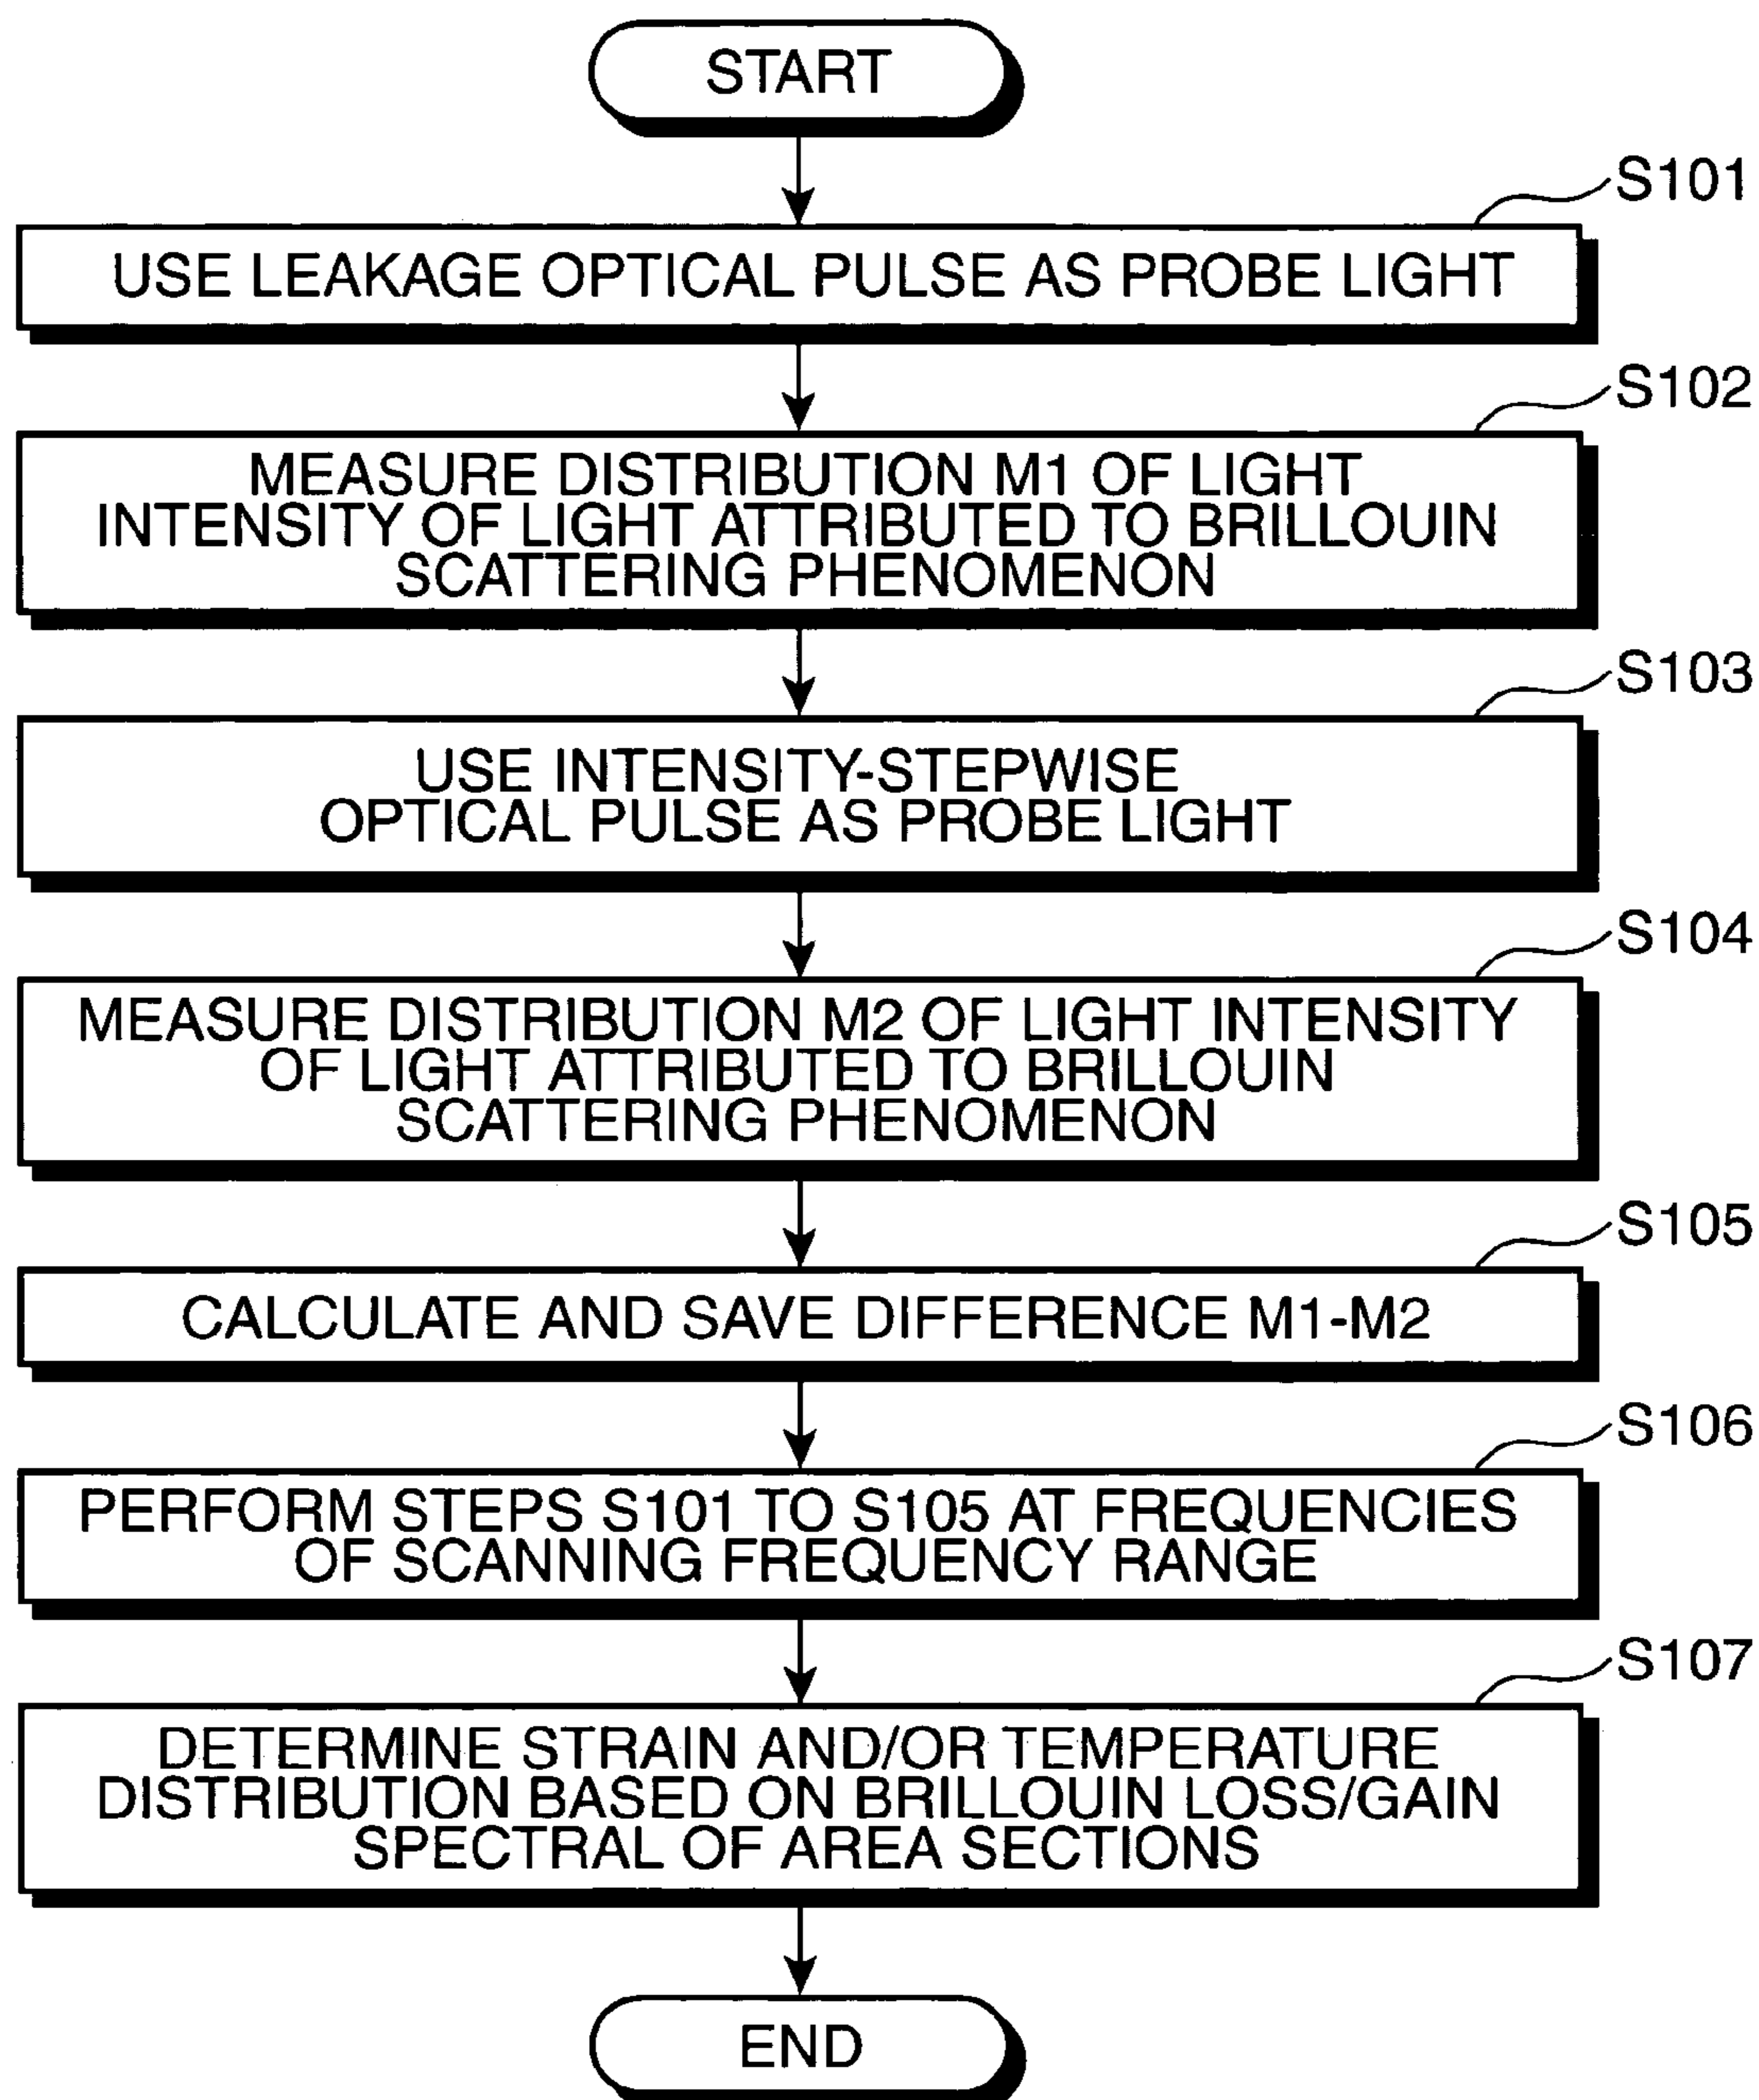 START
S101
USE LEAKAGE OPTICAL PULSE AS PROBE LIGHT
S102
MEASURE DISTRIBUTION M1 OF LIGHT
INTENSITY OF LIGHT ATTRIBUTED TO BRILLOUIN
SCATTERING PHENOMENON
S103
USE INTENSITY-STEPWISE
OPTICAL PULSE AS PROBE LIGHT
S104
MEASURE DISTRIBUTION M2 OF LIGHT INTENSITY
OF LIGHT ATTRIBUTED TO BRILLOUIN
SCATTERING PHENOMENON
S105
CALCULATE AND SAVE DIFFERENCE M1-M2
S106
PERFORM STEPS S101 TO S105 AT FREQUENCIES
OF SCANNING FREQUENCY RANGE
S107
DETERMINE STRAIN AND/OR TEMPERATURE
DISTRIBUTION BASED ON BRILLOUIN LOSS/GAIN
SPECTRAL OF AREA SECTIONS
END